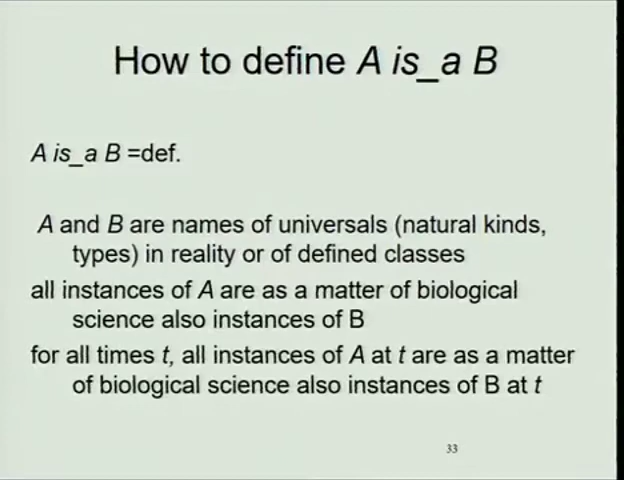 How to define A is_a B
A is_a B =def.
A and B are names of universals (natural kinds,
types) in reality or of defined classes
all instances of A are as a matter of biological
science also instances of B
for all times t, all instances of A at t are as a matter
of biological science also instances of B at t
33